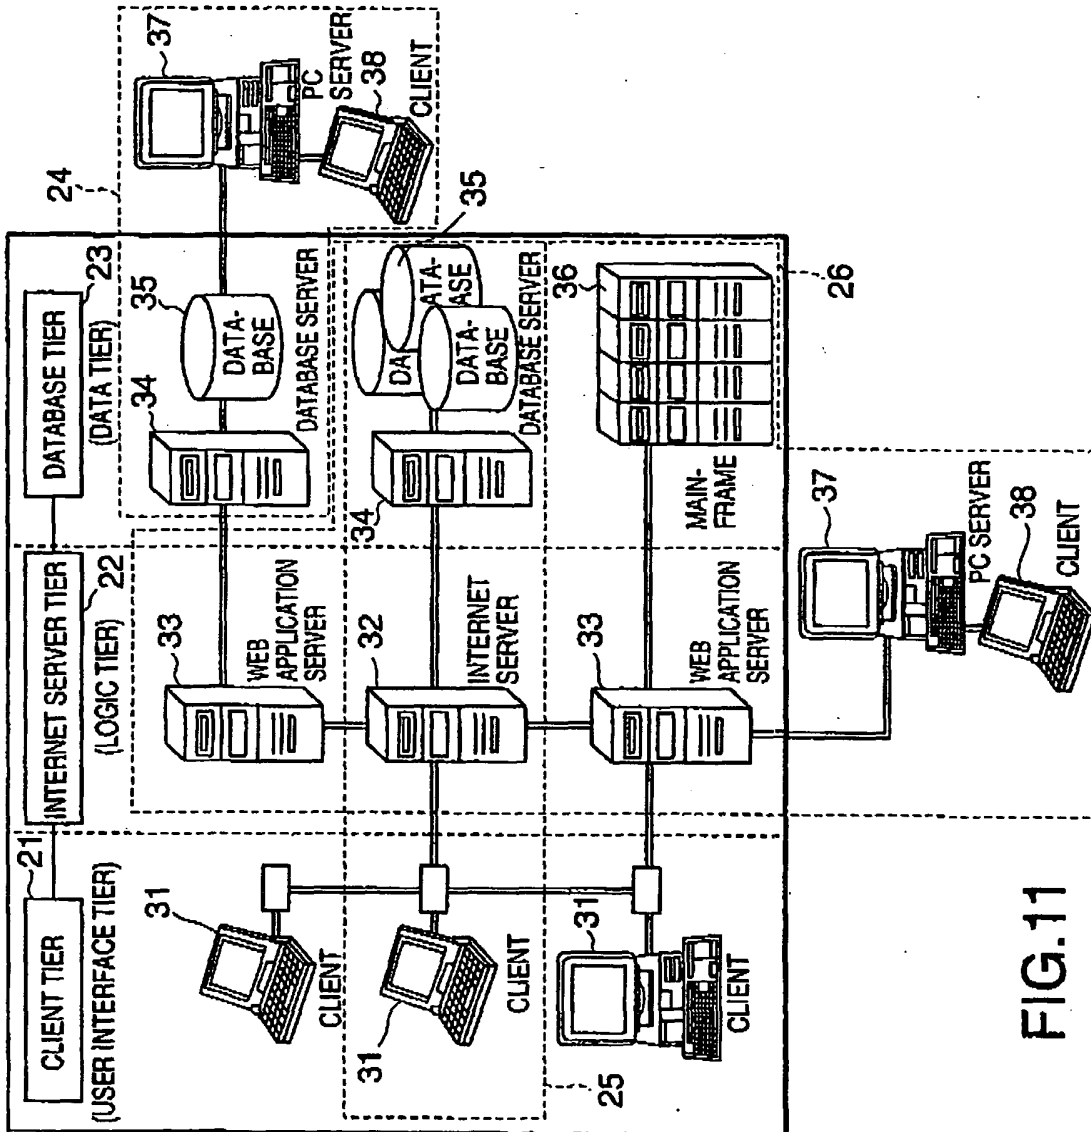 CLIENT TIER
21
(USER INTERFACE TIER)
INTERNET SERVER TIER
22
(LOGIC TIER)
DATABASE TIER
23
(DATA TIER)
24
31
CLIENT
33
WEB
APPLICATION
SERVER
34
DATABASE SERVER
35
DATA-
BASE
37
PC
SERVER
38
CLIENT
31
CLIENT
32
INTERNET
SERVER
34
DATABASE SERVER
35
DA
DATA-
BASE
DATA-
BASE
25
31
CLIENT
33
WEB
APPLICATION
SERVER
MAIN-
FRAME
36
26
37
PC SERVER
38
CLIENT
FIG.11